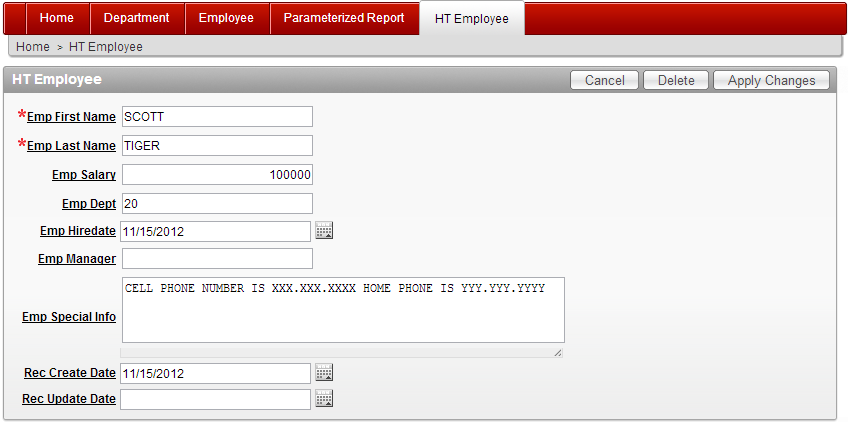 Home Department Employee Parameterized Report HT Employee
Home > HT Employee
HT Employee Cancel Delete Apply Changes
*Emp First Name SCOTT
*Emp Last Name TIGER
Emp Salary 100000
Emp Dept 20
Emp Hiredate 11/15/2012
Emp Manager
Emp Special Info CELL PHONE NUMBER IS XXX.XXX.XXXX HOME PHONE IS YYY.YYY.YYYY
Rec Create Date 11/15/2012
Rec Update Date